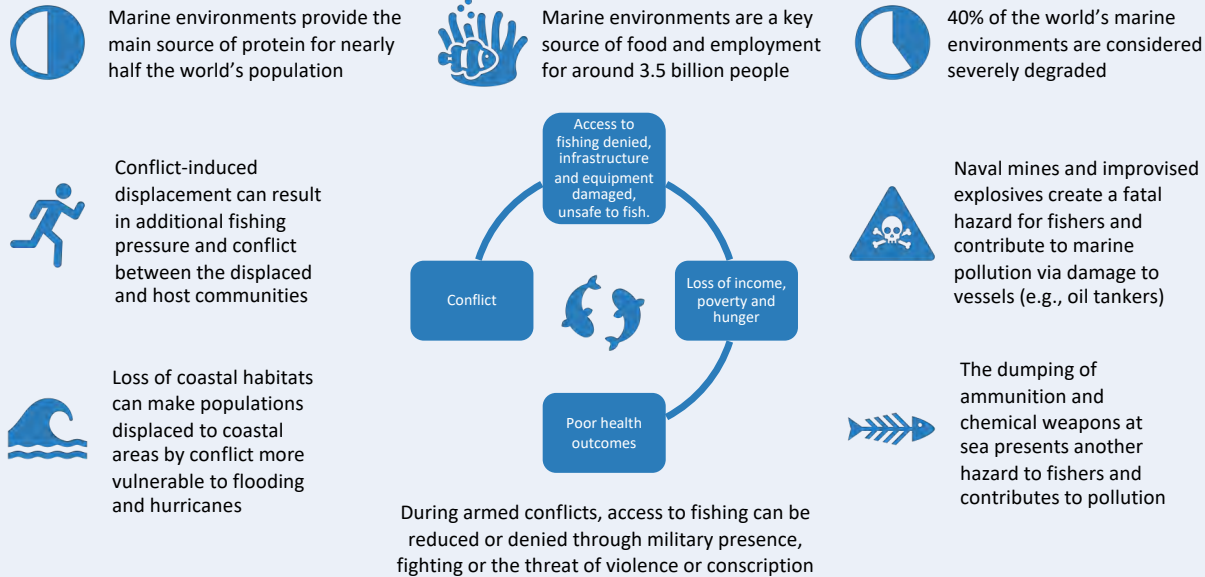 Marine environments provide the
main source of protein for nearly
half the world’s population
Marine environments are a key
source of food and employment
for around 3.5 billion people
40% of the world’s marine
environments are considered
severely degraded
Conflict-induced
displacement can result
in additional fishing
pressure and conflict
between the displaced
and host communities
Access to
fishing denied,
infrastructure
and equipment
damaged,
unsafe to fish.
Naval mines and improvised
explosives create a fatal
hazard for fishers and
contribute to marine
pollution via damage to
vessels (e.g., oil tankers)
Conflict
Loss of income,
poverty and
hunger
Loss of coastal habitats
can make populations
displaced to coastal
areas by conflict more
vulnerable to flooding
and hurricanes
Poor health
outcomes
The dumping of
ammunition and
chemical weapons at
sea presents another
hazard to fishers and
contributes to pollution
During armed conflicts, access to fishing can be
reduced or denied through military presence,
fighting or the threat of violence or conscription